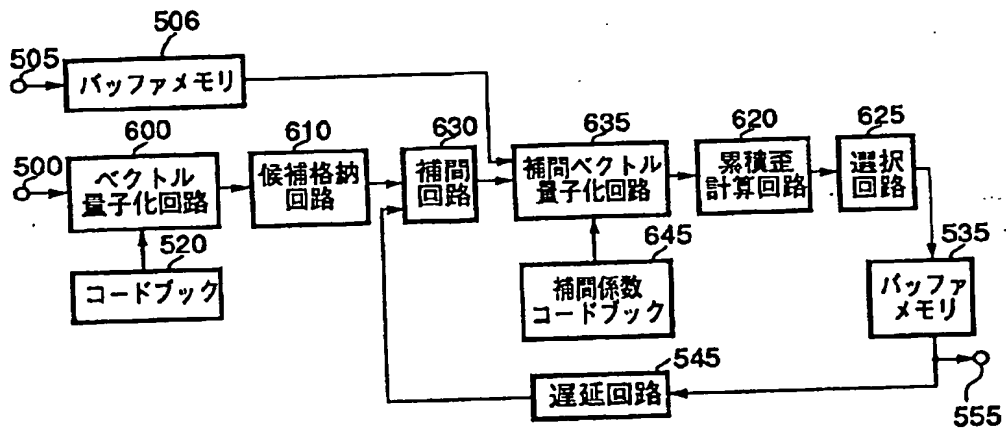 506
505
バッファメモリ
600
610
630
635
620
625
500
ベクトル
量子化回路
候補格納
回路
補間
回路
補間ベクトル
量子化回路
累積歪
計算回路
選択
回路
520
コードブック
645
補間係数
コードブック
535
バッファ
メモリ
545
遅延回路
555